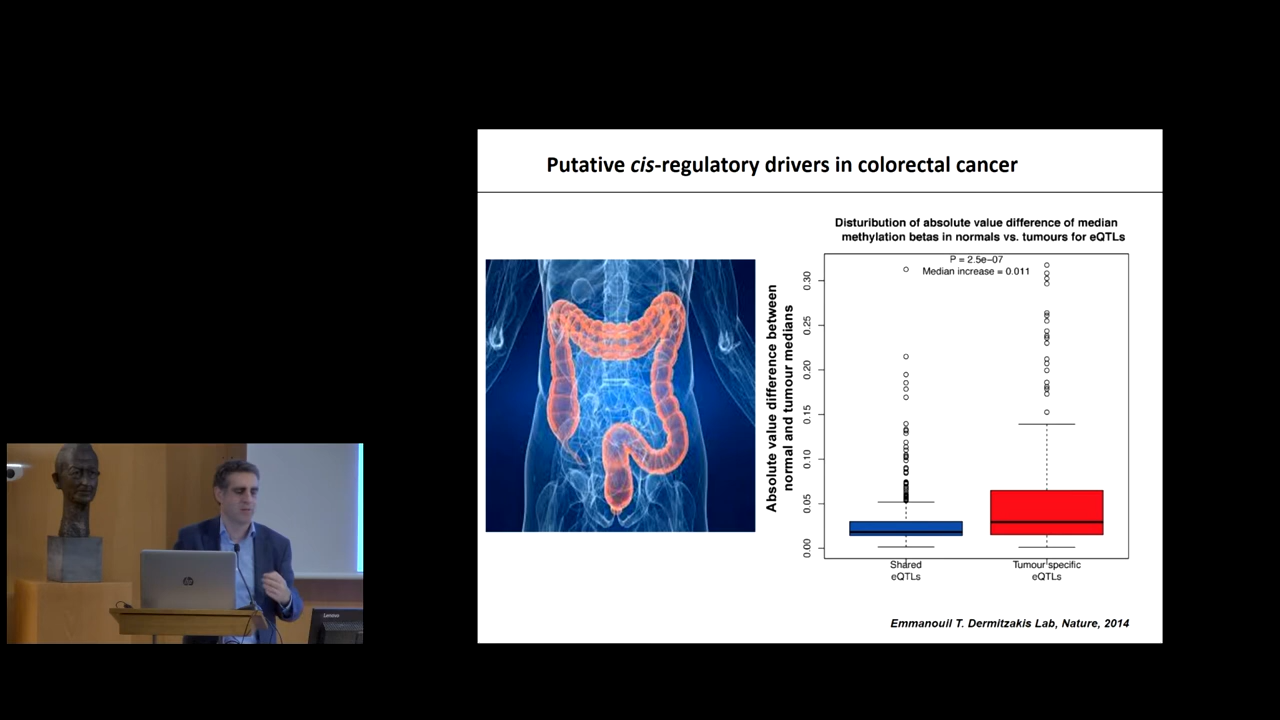 Putative cis-regulatory drivers in colorectal cancer
Disturibution of absolute value difference of median
methylation betas in normals vs. tumours for eQTLs
P = 2.5e−07
Median increase = 0.011
Absolute value difference between
normal and tumour medians
0.30
0.25
0.20
0.15
0.10
0.05
0.00
Shared
eQTLs
Tumour specific
eQTLs
Emmanouil T. Dermitzakis Lab, Nature, 2014
hp
Lenovo